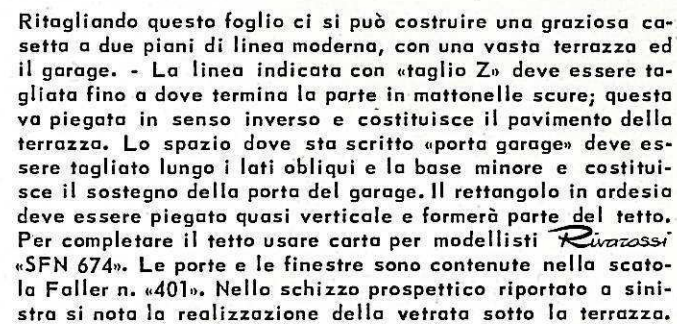 Ritagliando questo foglio ci si può costruire una graziosa ca-
setta a due piani di linea moderna, con una vasta terrazza ed
il garage. - La linea indicata con «taglio Z» deve essere ta-
gliata fino a dove termina la parte in mattonelle scure; questa
va piegata in senso inverso e costituisce il pavimento della
terrazza. Lo spazio dove sta scritto «porta garage» deve es-
sere tagliato lungo i lati obliqui e la base minore e costitui-
sce il sostegno della porta del garage. Il rettangolo in ardesia
deve essere piegato quasi verticale e formerà parte del tetto.
Per completare il tetto usare carta per modellisti Rivarossi
«SFN 674». Le porte e le finestre sono contenute nella scato-
la Faller n. «401». Nello schizzo prospettico riportato a sini-
stra si nota la realizzazione della vetrata sotto la terrazza.